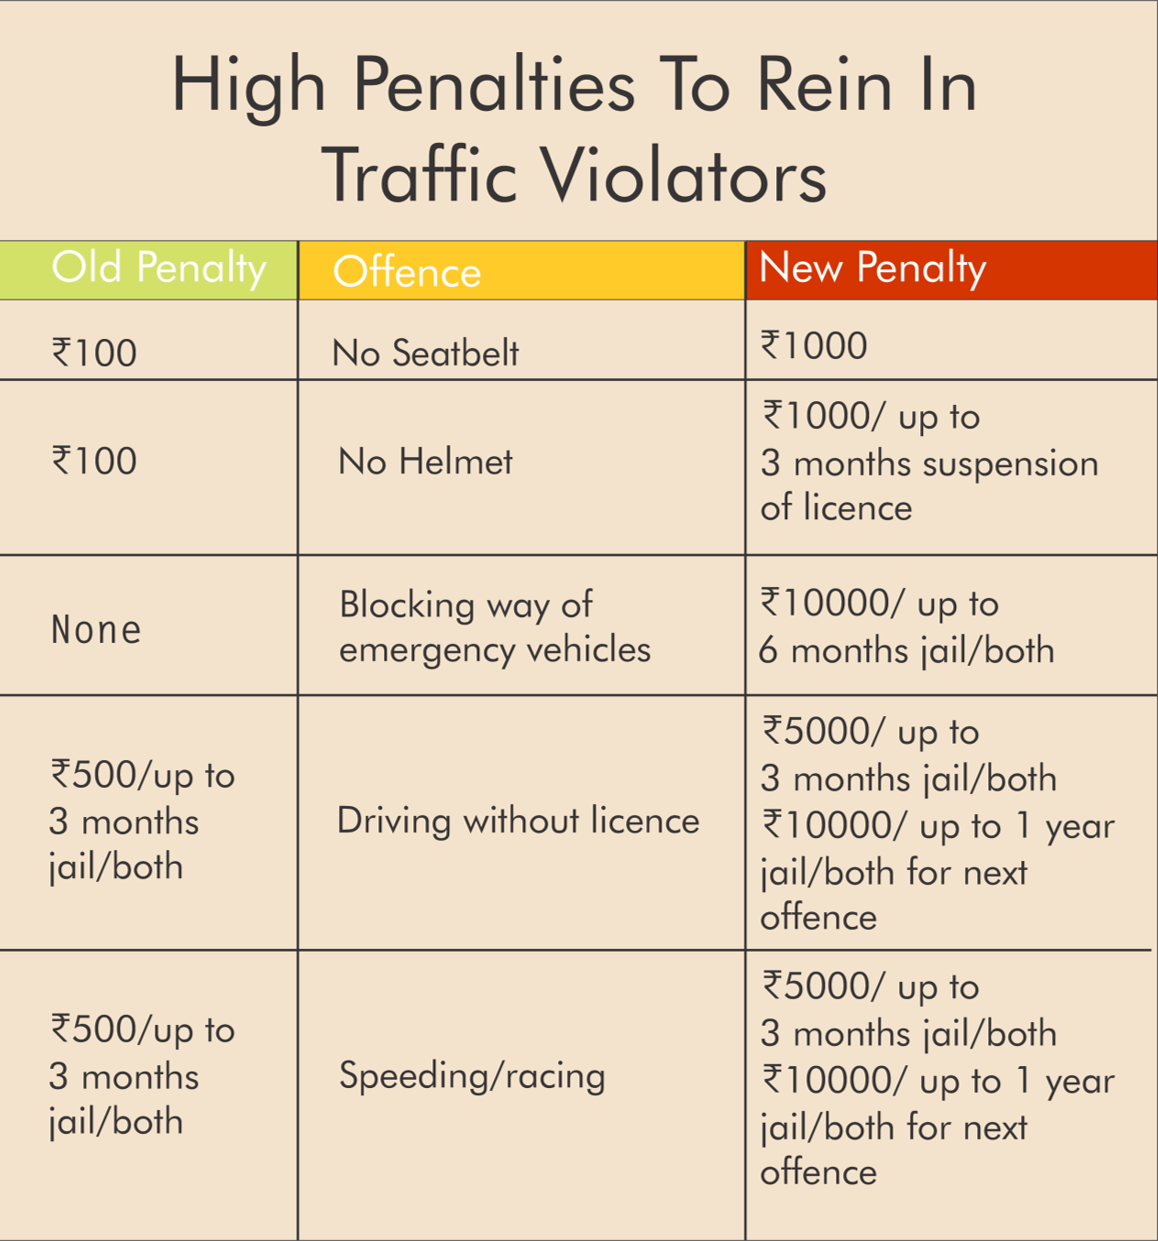 High Penalties To Rein In
Traffic Violators
Old Penalty
Offence
New Penalty
₹100
No Seatbelt
₹1000
₹100
No Helmet
₹1000/ up to
3 months suspension
of licence
None
Blocking way of
emergency vehicles
₹10000/ up to
6 months jail/both
₹500/up to
3 months
jail/both
Driving without licence
₹5000/ up to
3 months jail/both
₹10000/ up to 1 year
jail/both for next
offence
₹500/up to
3 months
jail/both
Speeding/racing
₹5000/ up to
3 months jail/both
₹10000/ up to 1 year
jail/both for next
offence